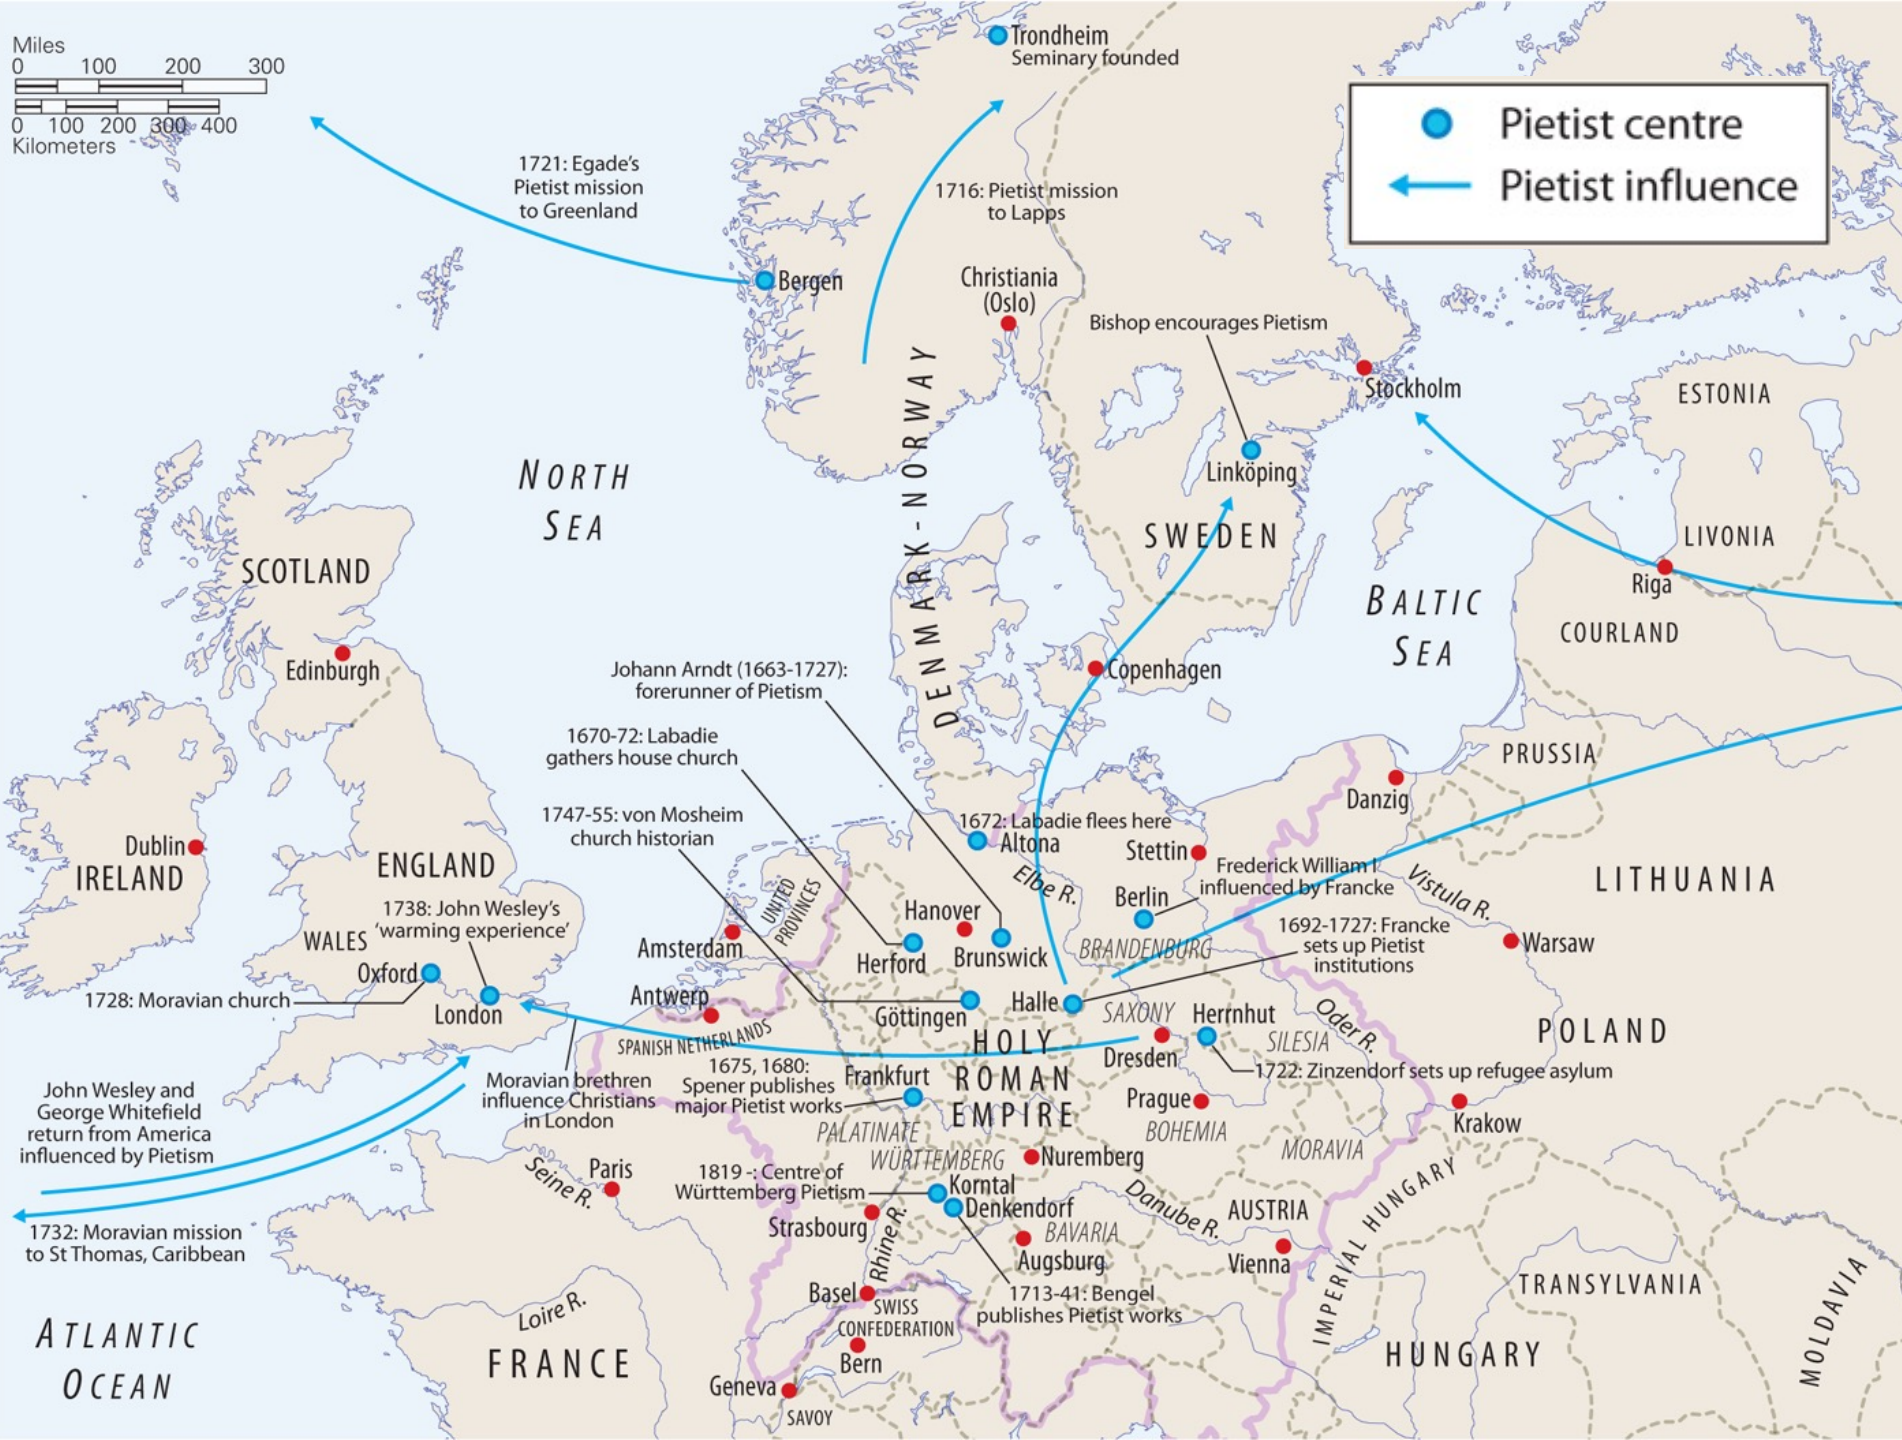 Miles
0 100 200 300
0 100 200 300 400
Kilometers
Trondheim
Seminary founded
Pietist centre
Pietist influence
1721: Egade's
Pietist mission
to Greenland
1716: Pietist mission
to Lapps
Bergen
Christiania
(Oslo)
Bishop encourages Pietism
Stockholm
ESTONIA
Linköping
NORTH
SEA
DENMARK-NORWAY
SWEDEN
LIVONIA
Riga
SCOTLAND
BALTIC
SEA
COURLAND
Edinburgh
Johann Arndt (1663-1727):
forerunner of Pietism
Copenhagen
1670-72: Labadie
gathers house church
PRUSSIA
Danzig
1747-55: von Mosheim
church historian
1672: Labadie flees here
Altona
Stettin
Dublin
IRELAND
ENGLAND
Elbe R.
Frederick William I
influenced by Francke
Vistula R.
LITHUANIA
UNITED
PROVINCES
Berlin
1738: John Wesley's
'warming experience'
Hanover
1692-1727: Francke
sets up Pietist
institutions
WALES
Amsterdam
Herford
Brunswick
BRANDENBURG
Warsaw
Oxford
1728: Moravian church
London
Antwerp
Göttingen
Halle
SAXONY
Herrnhut
Oder R.
SPANISH NETHERLANDS
HOLY
ROMAN
EMPIRE
Dresden
SILESIA
POLAND
1722: Zinzendorf sets up refugee asylum
John Wesley and
George Whitefield
return from America
influenced by Pietism
Moravian brethren
influence Christians
in London
1675, 1680:
Spener publishes
major Pietist works
Frankfurt
Prague
Krakow
PALATINATE
BOHEMIA
MORAVIA
WÜRTTEMBERG
Nuremberg
Seine R.
Paris
1819 -: Centre of
Württemberg Pietism
Korntal
Denkendorf
Danube R.
AUSTRIA
IMPERIAL HUNGARY
Strasbourg
Rhine R.
BAVARIA
Augsburg
Vienna
1732: Moravian mission
to St Thomas, Caribbean
TRANSYLVANIA
MOLDAVIA
Basel
SWISS
CONFEDERATION
1713-41: Bengel
publishes Pietist works
Loire R.
ATLANTIC
OCEAN
FRANCE
Bern
HUNGARY
Geneva
SAVOY